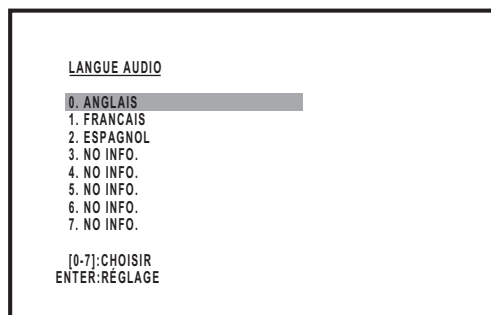 LANGUE AUDIO
0. ANGLAIS
1. FRANCAIS
2. ESPAGNOL
3. NO INFO.
4. NO INFO.
5. NO INFO.
6. NO INFO.
7. NO INFO.
[0-7]:CHOISIR
ENTER:RÉGLAGE